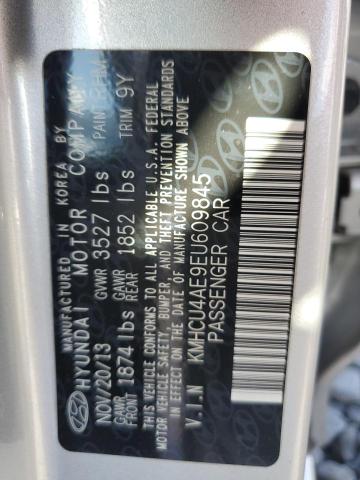 MANUFACTURED IN KOREA BY
HYUNDAI MOTOR COMPANY
NOV/20/13 GVWR 3527 lbs PAINT
GAWR FRONT 1874 lbs GAWR REAR 1852 lbs TRIM 9Y
THIS VEHICLE CONFORMS TO ALL APPLICABLE U.S.A. FEDERAL
MOTOR VEHICLE SAFETY, BUMPER, AND THEFT PREVENTION STANDARDS
IN EFFECT ON THE DATE OF MANUFACTURE SHOWN ABOVE
V.I.N KMHCU4AE9EU609845
PASSENGER CAR